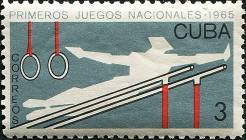 PRIMEROS JUEGOS NACIONALES·1965
CUBA
CORREOS
3